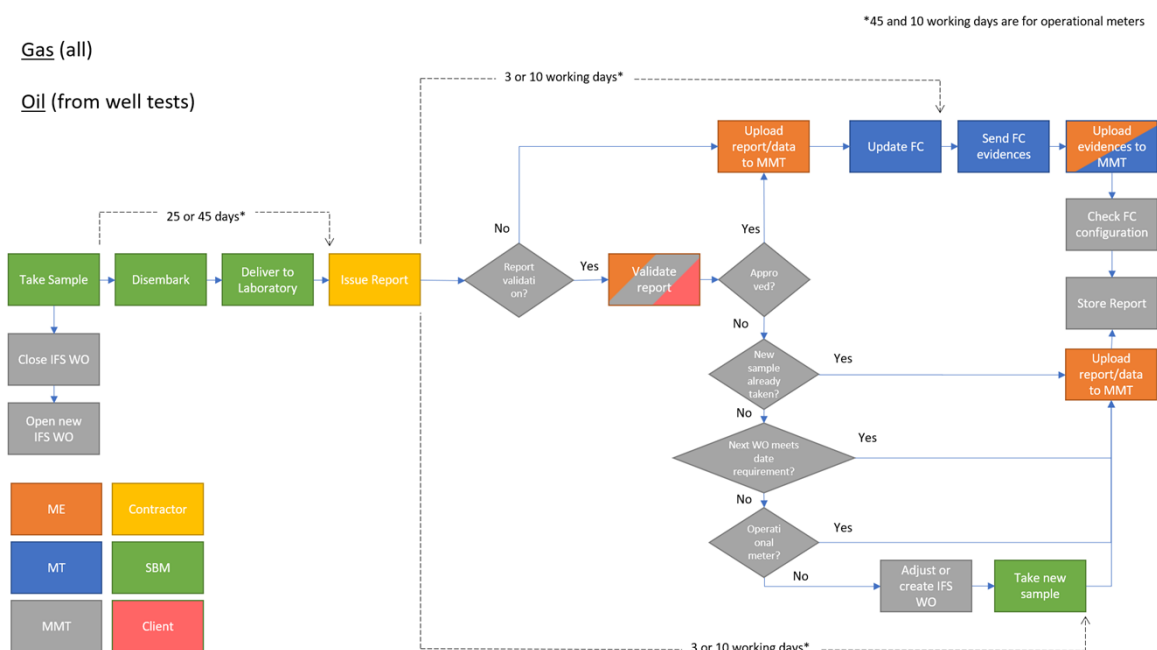 *45 and 10 working days are for operational meters
Gas (all)
Oil (from well tests)
3 or 10 working days*
Upload
report/data
to MMT
Update FC
Send FC
evidences
Upload
evidences to
MMT
No
Yes
25 or 45 days*
Check FC
configuration
Take Sample
Disembark
Deliver to
Laboratory
Issue Report
Report
validati
on?
Yes
Validate
report
Appro
ved?
Store Report
No
Close IFS WO
New
sample
already
taken?
Yes
Upload
report/data
to MMT
Open new
IFS WO
No
Next WO meets
date
requirement?
Yes
No
ME
Contractor
Operati
onal
meter?
Yes
MT
SBM
No
Adjust or
create IFS
WO
Take new
sample
MMT
Client
3 or 10 working days*